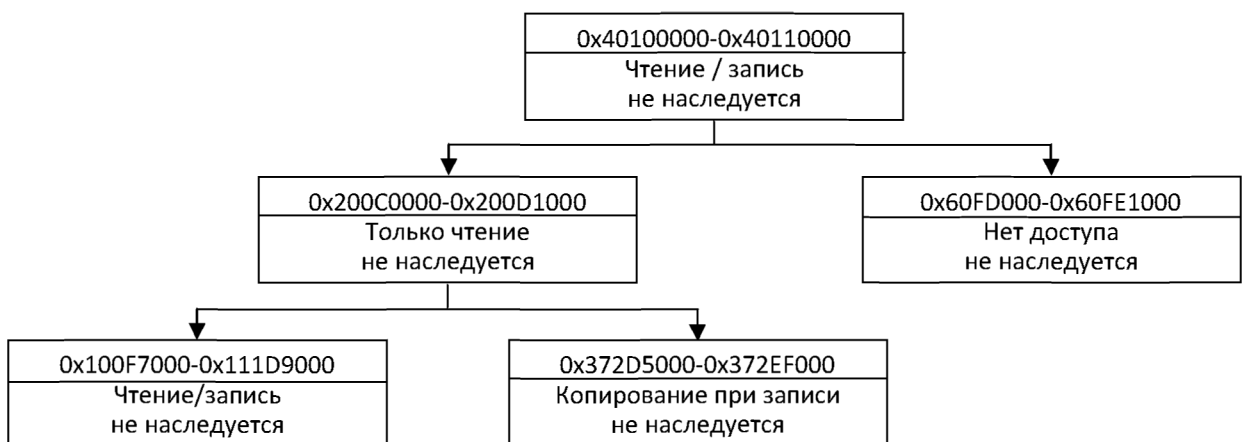 0x40100000-0x40110000
Чтение / запись
не наследуется
0x200C0000-0x200D1000
Только чтение
не наследуется
0x60FD000-0x60FE1000
Нет доступа
не наследуется
0x100F7000-0x111D9000
Чтение/запись
не наследуется
0x372D5000-0x372EF000
Копирование при записи
не наследуется